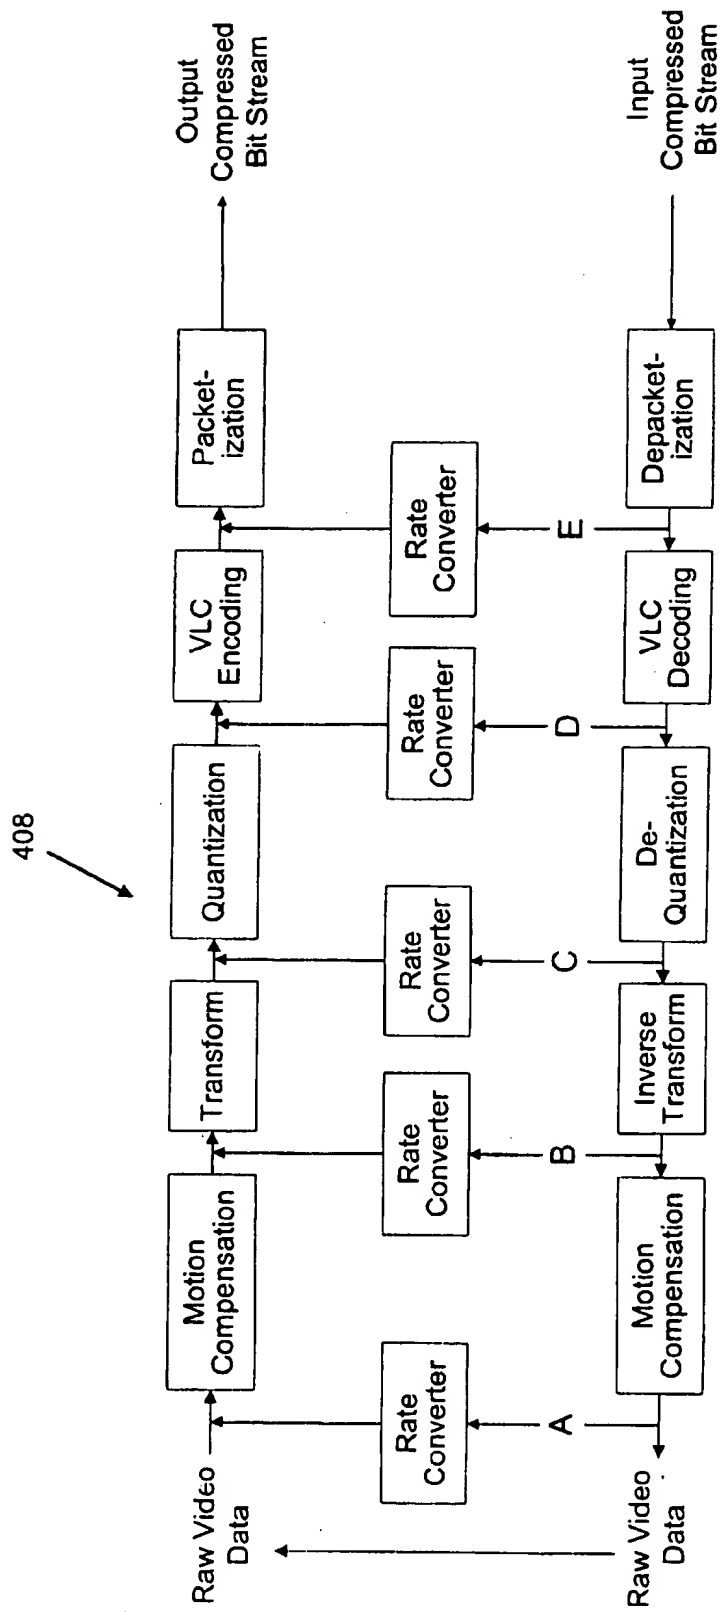 408
Raw Video
Data
Motion
Compensation
Transform
Quantization
VLC
Encoding
Packet-
ization
Output
Compressed
Bit Stream
Rate
Converter
Rate
Converter
Rate
Converter
Rate
Converter
Rate
Converter
A
B
C
D
E
Raw Video
Data
Motion
Compensation
Inverse
Transform
De-
Quantization
VLC
Decoding
Depacket-
ization
Input
Compressed
Bit Stream